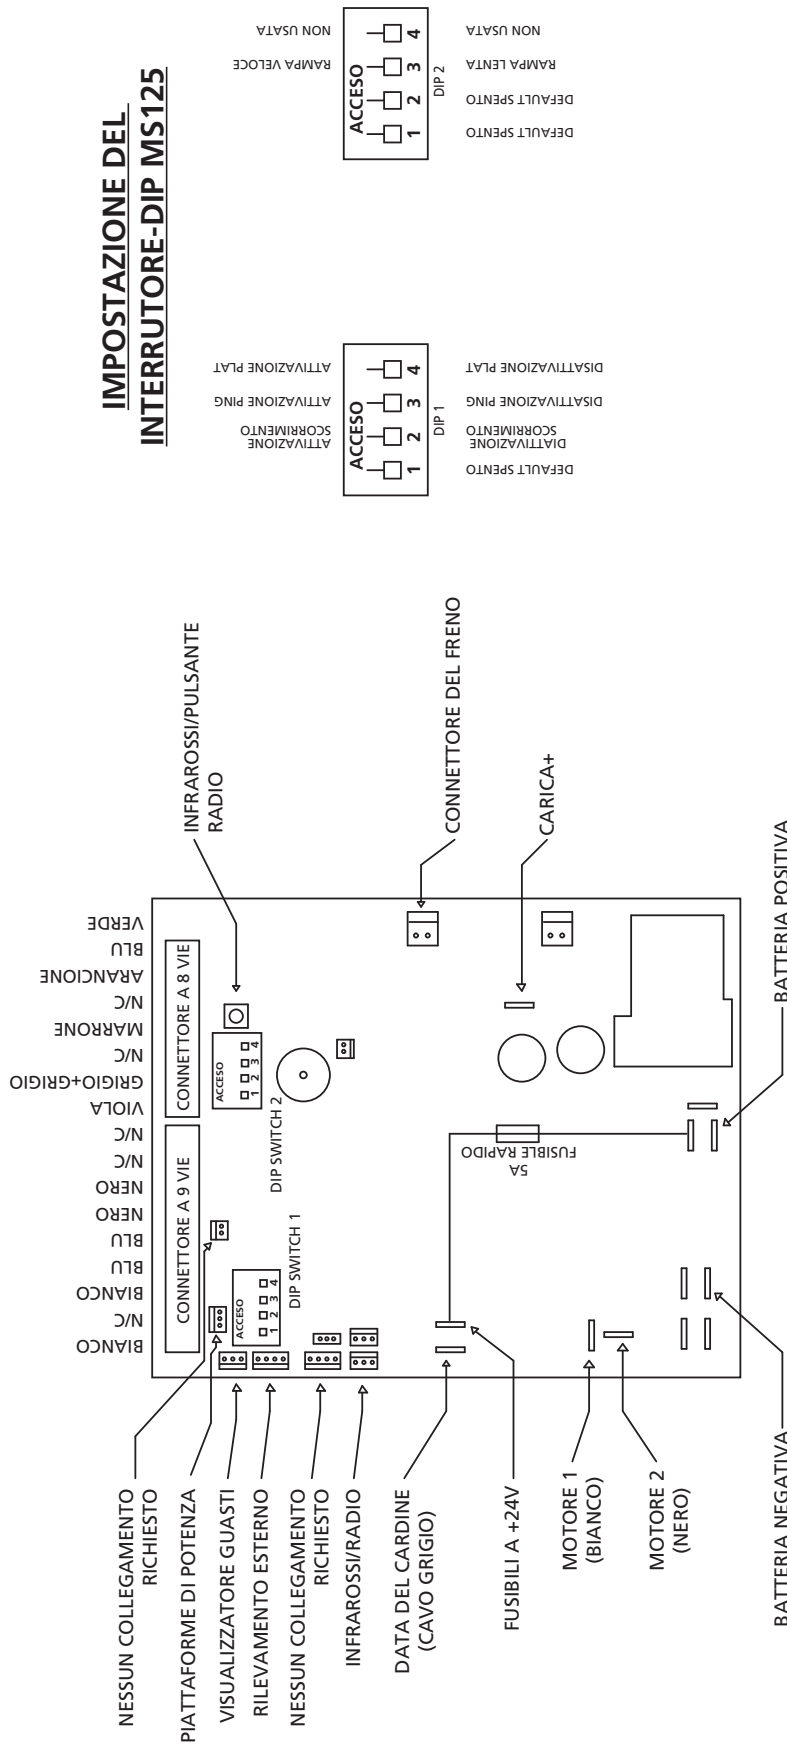 IMPOSTAZIONE DEL
INTERRUTORE-DIP MS125
ATTIVAZIONE
SCORRIMENTO
ATTIVAZIONE PING
ATTIVAZIONE PLAT
ACCESO
1 2 3 4
DIP 1
DEFAULT SPENTO
DIATTIVAZIONE
SCORRIMENTO
DISATTIVAZIONE PING
DISATTIVAZIONE PLAT
RAMPA VELOCE
NON USATA
ACCESO
1 2 3 4
DIP 2
DEFAULT SPENTO
DEFAULT SPENTO
RAMPA LENTA
NON USATA
BIANCO
N/C
BIANCO
BLU
BLU
NERO
NERO
N/C
N/C
VIOLA
GRIGIO+GRIGIO
N/C
MARRONE
N/C
ARANCIONE
BLU
VERDE
CONNETTORE A 9 VIE
CONNETTORE A 8 VIE
ACCESO
1 2 3 4
DIP SWITCH 1
ACCESO
1 2 3 4
DIP SWITCH 2
FUSIBLE RAPIDO
5A
NESSUN COLLEGAMENTO
RICHIESTO
PIATTAFORME DI POTENZA
VISUALIZZATORE GUASTI
RILEVAMENTO ESTERNO
NESSUN COLLEGAMENTO
RICHIESTO
INFRAROSSI/RADIO
DATA DEL CARDINE
(CAVO GRIGIO)
FUSIBILI A +24V
MOTORE 1
(BIANCO)
MOTORE 2
(NERO)
BATTERIA NEGATIVA
INFRAROSSI/PULSANTE
RADIO
CONNETTORE DEL FRENO
CARICA+
BATTERIA POSITIVA